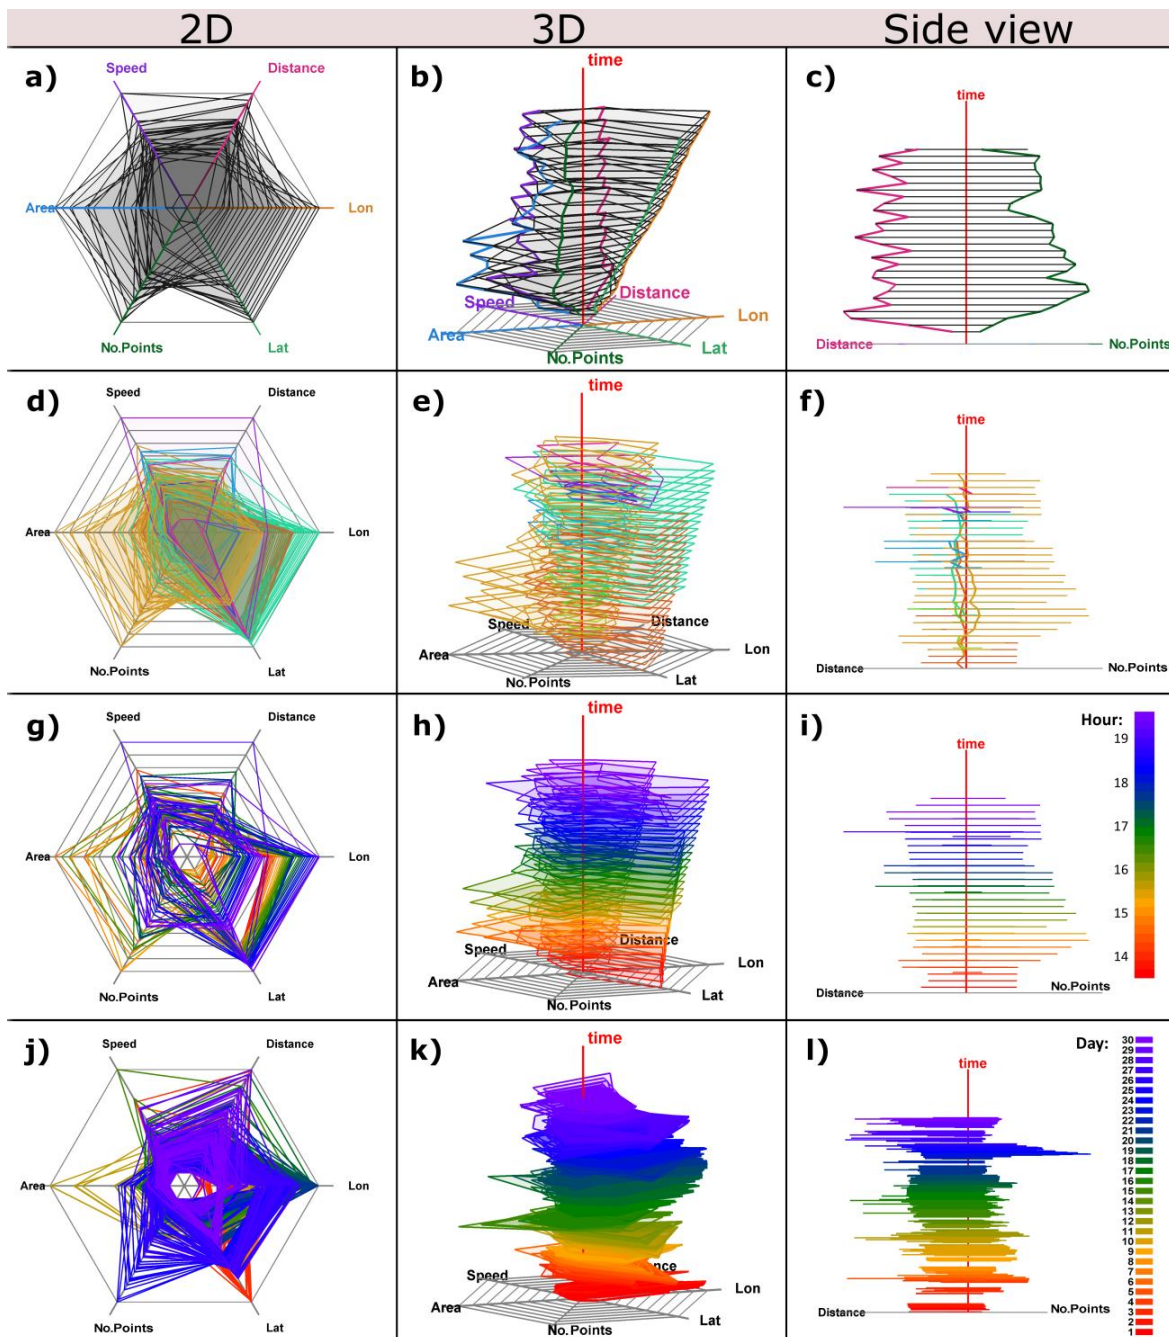 2D 3D Side view
a) Speed Distance Area Lon No.Points Lat
b) time Speed Distance Area Lon Lat No.Points
c) time Distance No.Points
d) Speed Distance Area Lon No.Points Lat
e) time Speed Distance Area Lon No.Points Lat
f) time Distance No.Points
g) Speed Distance Area Lon No.Points Lat
h) time Speed Distance Area Lon Lat No.Points
i) time Distance No.Points
Hour:
19
18
17
16
15
14
j) Speed Distance Area Lon No.Points Lat
k) time Speed nce Area Lon Lat No.Points
l) time Distance No.Points
Day:
30
29
28
27
26
25
24
23
22
21
20
19
18
17
16
15
14
13
12
11
10
9
8
7
6
5
4
3
2
1